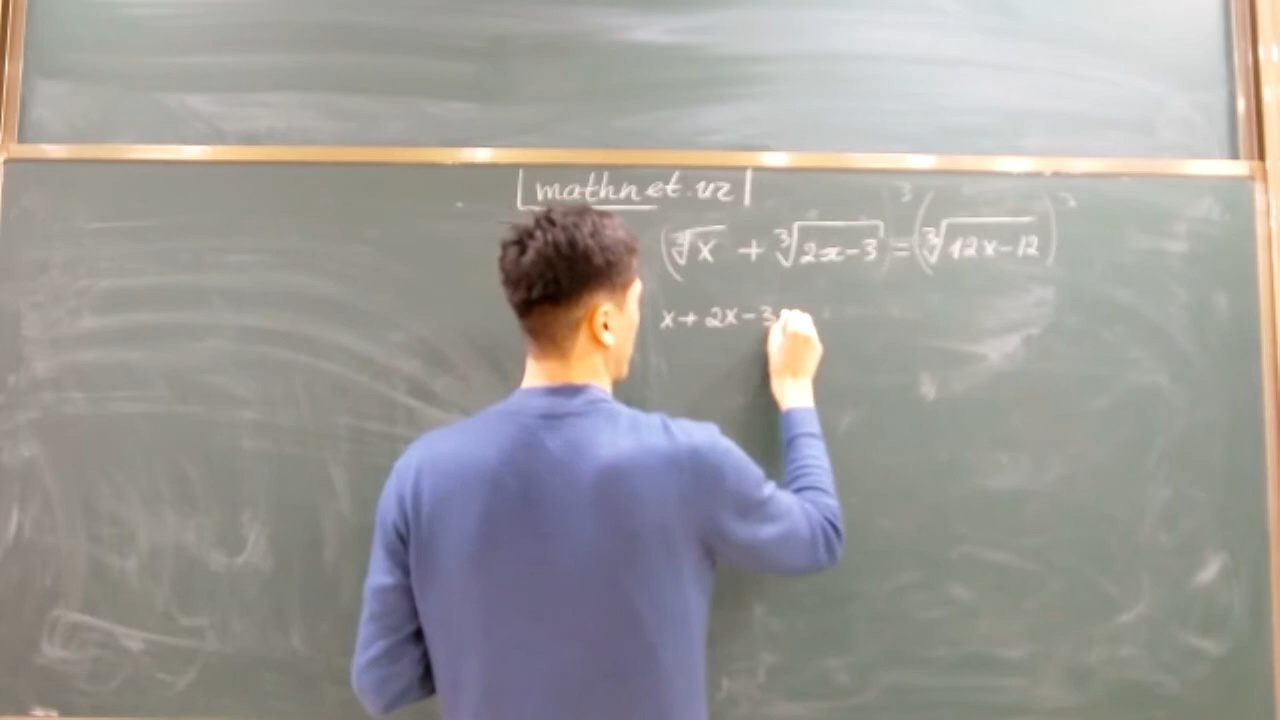 mathnet.uz
(∛x + ∛(2x-3))³ = (∛(12x-12))³
x + 2x - 3